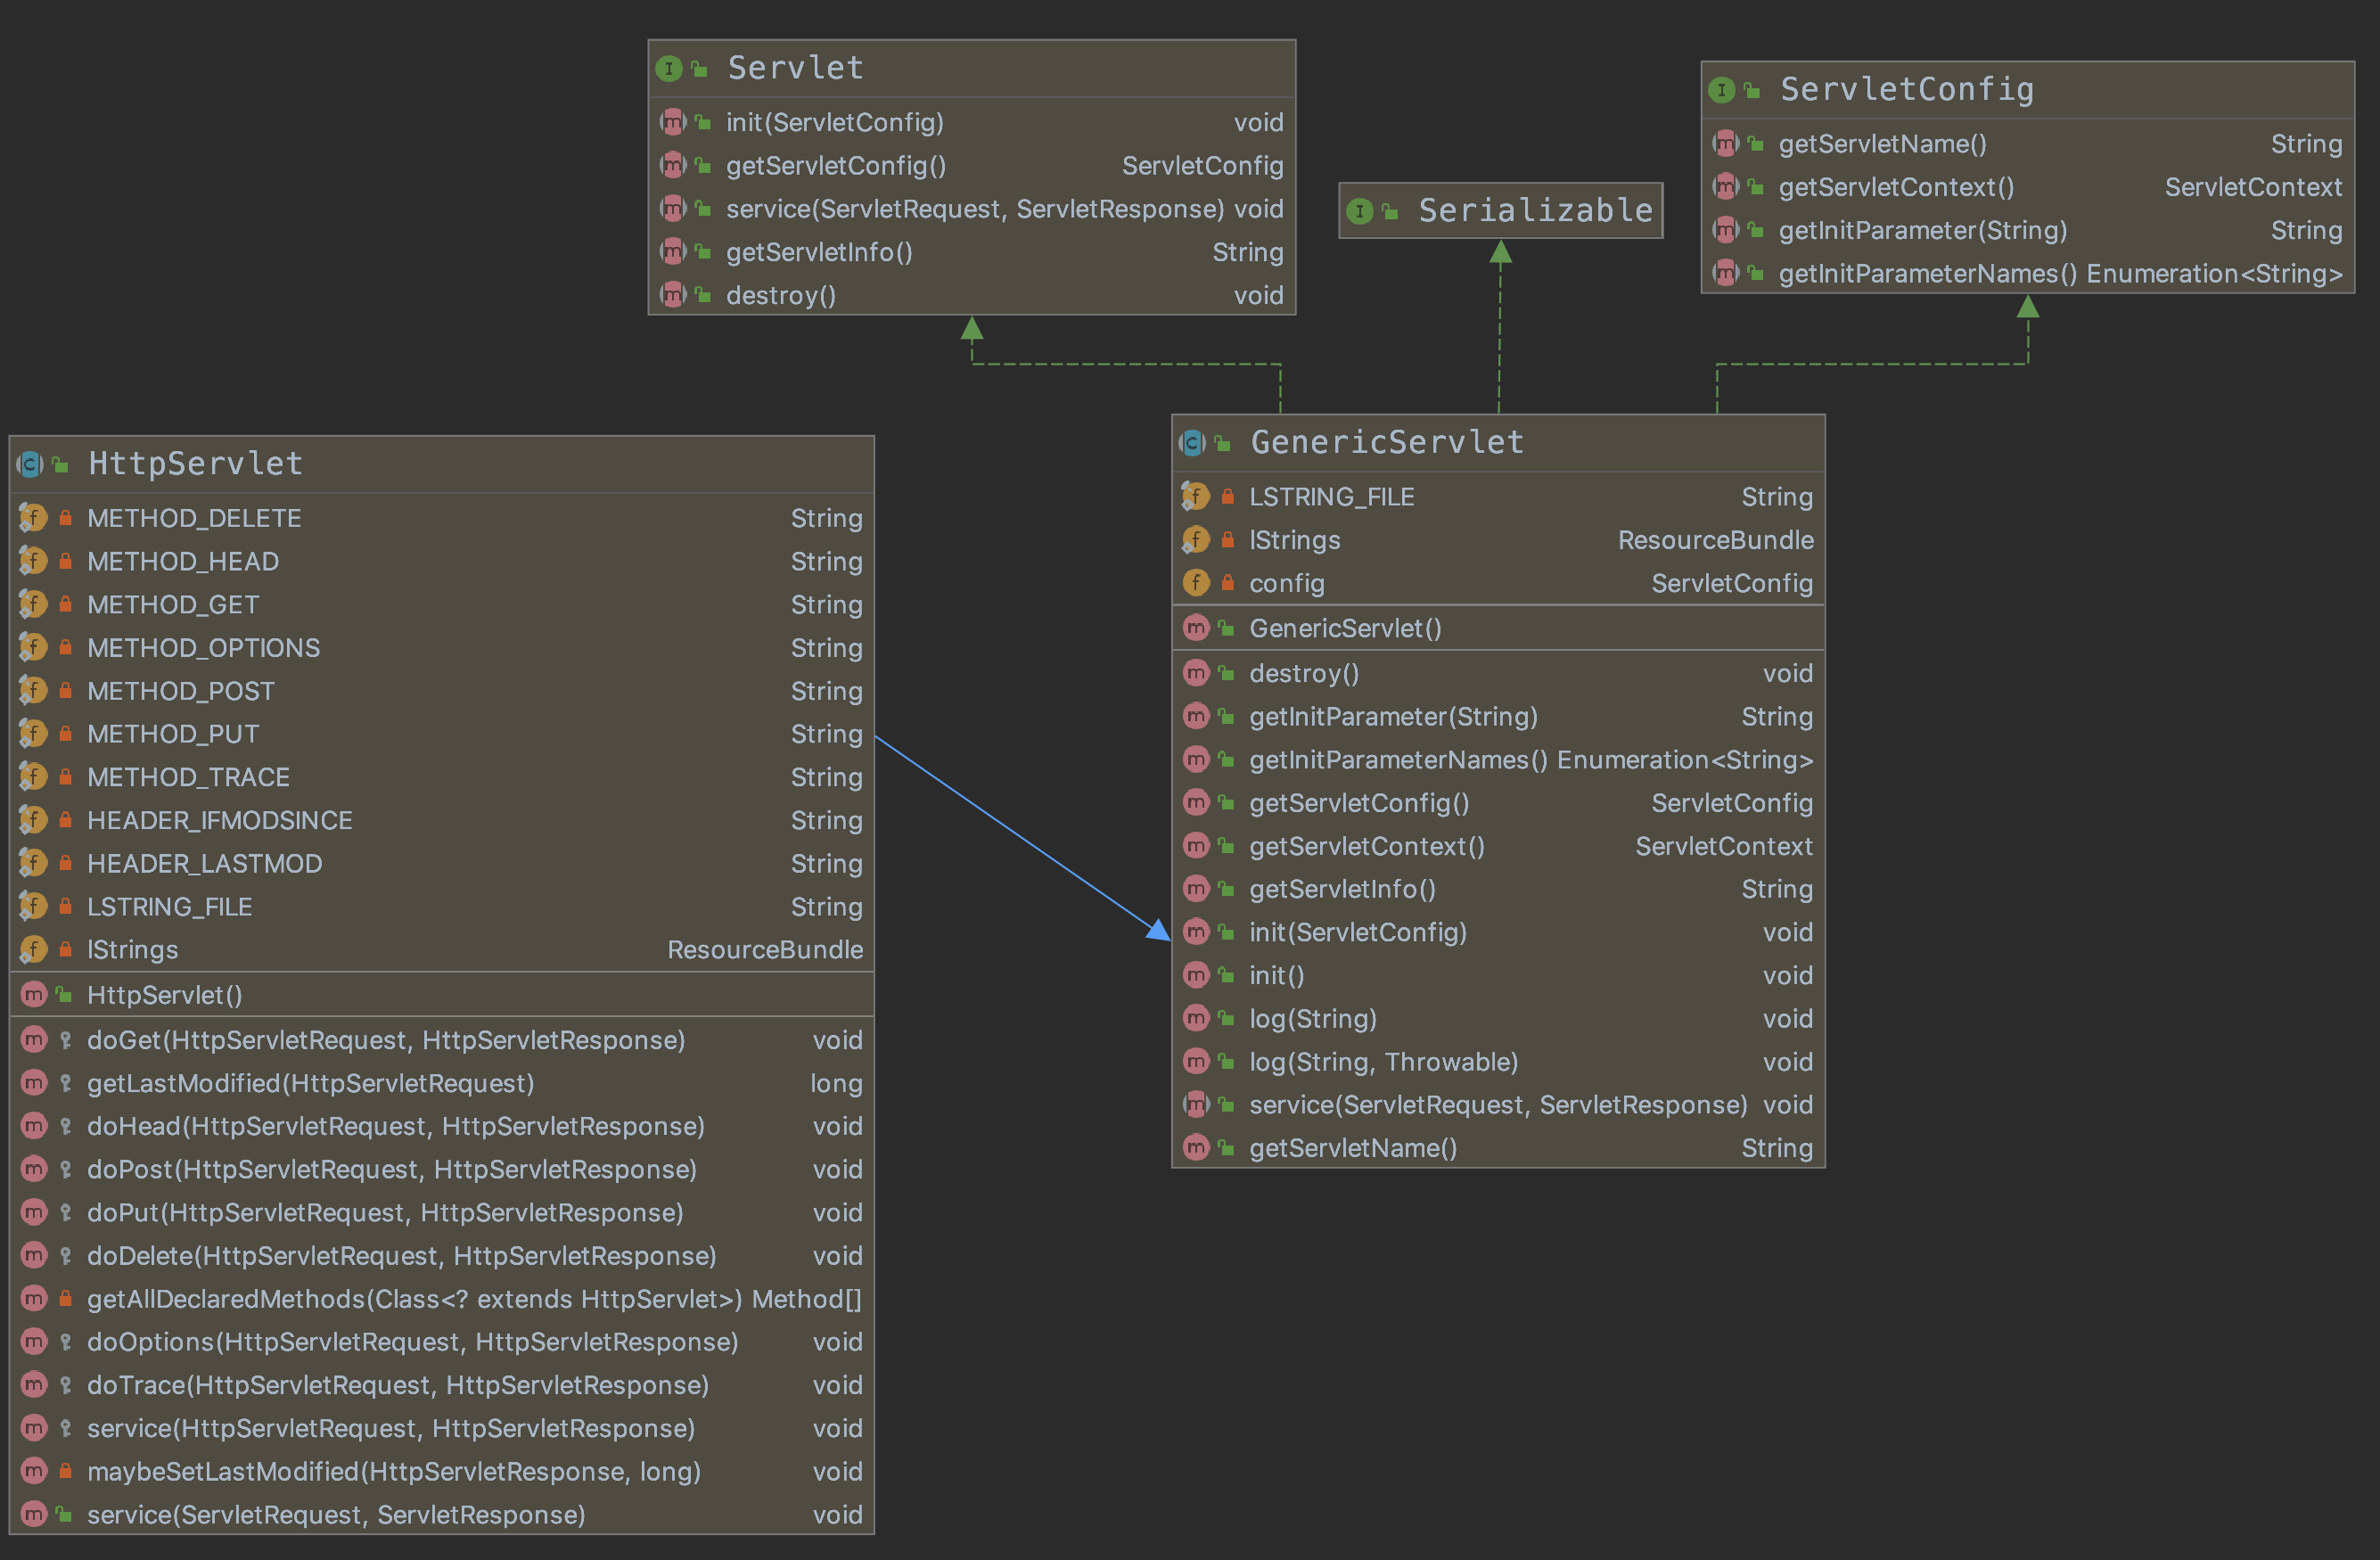 Servlet
init(ServletConfig) void
getServletConfig() ServletConfig
service(ServletRequest, ServletResponse) void
getServletInfo() String
destroy() void
Serializable
ServletConfig
getServletName() String
getServletContext() ServletContext
getInitParameter(String) String
getInitParameterNames() Enumeration<String>
HttpServlet
METHOD_DELETE String
METHOD_HEAD String
METHOD_GET String
METHOD_OPTIONS String
METHOD_POST String
METHOD_PUT String
METHOD_TRACE String
HEADER_IFMODSINCE String
HEADER_LASTMOD String
LSTRING_FILE String
lStrings ResourceBundle
HttpServlet()
doGet(HttpServletRequest, HttpServletResponse) void
getLastModified(HttpServletRequest) long
doHead(HttpServletRequest, HttpServletResponse) void
doPost(HttpServletRequest, HttpServletResponse) void
doPut(HttpServletRequest, HttpServletResponse) void
doDelete(HttpServletRequest, HttpServletResponse) void
getAllDeclaredMethods(Class<? extends HttpServlet>) Method[]
doOptions(HttpServletRequest, HttpServletResponse) void
doTrace(HttpServletRequest, HttpServletResponse) void
service(HttpServletRequest, HttpServletResponse) void
maybeSetLastModified(HttpServletResponse, long) void
service(ServletRequest, ServletResponse) void
GenericServlet
LSTRING_FILE String
lStrings ResourceBundle
config ServletConfig
GenericServlet()
destroy() void
getInitParameter(String) String
getInitParameterNames() Enumeration<String>
getServletConfig() ServletConfig
getServletContext() ServletContext
getServletInfo() String
init(ServletConfig) void
init() void
log(String) void
log(String, Throwable) void
service(ServletRequest, ServletResponse) void
getServletName() String